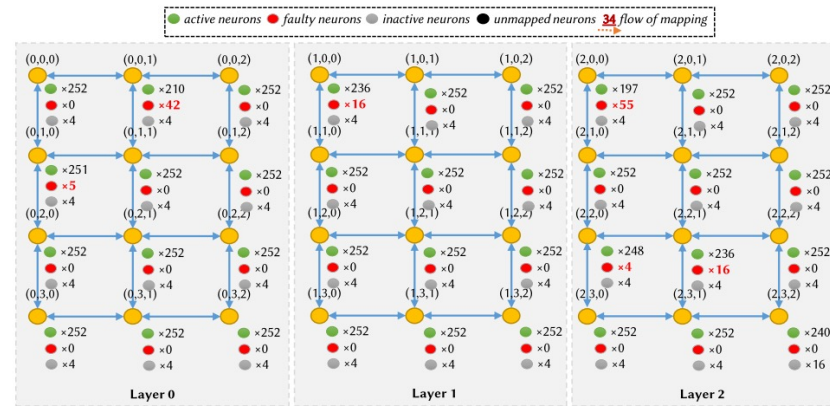 active neurons faulty neurons inactive neurons unmapped neurons 34 flow of mapping
(0,0,0) (0,0,1) (0,0,2)
×252 ×210 ×252
×0 ×42 ×0
×4 ×4 ×4
(0,1,0) (0,1,1) (0,1,2)
×251 ×252 ×252
×5 ×0 ×0
×4 ×4 ×4
(0,2,0) (0,2,1) (0,2,2)
×252 ×252 ×252
×0 ×0 ×0
×4 ×4 ×4
(0,3,0) (0,3,1) (0,3,2)
×252 ×252 ×252
×0 ×0 ×0
×4 ×4 ×4
Layer 0
(1,0,0) (1,0,1) (1,0,2)
×236 ×252 ×252
×16 ×0 ×0
×4 ×4 ×4
(1,1,0) (1,1,1) (1,1,2)
×252 ×252 ×252
×0 ×0 ×0
×4 ×4 ×4
(1,2,0) (1,2,1) (1,2,2)
×252 ×252 ×252
×0 ×0 ×0
×4 ×4 ×4
(1,3,0) (1,3,1) (1,3,2)
×252 ×252 ×252
×0 ×0 ×0
×4 ×4 ×4
Layer 1
(2,0,0) (2,0,1) (2,0,2)
×197 ×252 ×252
×55 ×0 ×0
×4 ×4 ×4
(2,1,0) (2,1,1) (2,1,2)
×252 ×252 ×252
×0 ×0 ×0
×4 ×4 ×4
(2,2,0) (2,2,1) (2,2,2)
×248 ×236 ×252
×4 ×16 ×0
×4 ×4 ×4
(2,3,0) (2,3,1) (2,3,2)
×252 ×252 ×240
×0 ×0 ×0
×4 ×4 ×16
Layer 2